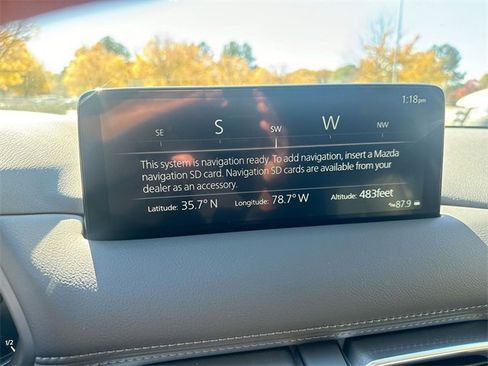 1:18pm
SE S SW W NW
This system is navigation ready. To add navigation, insert a Mazda
navigation SD card. Navigation SD cards are available from your
dealer as an accessory.
Latitude: 35.7° N Longitude: 78.7° W Altitude: 483feet
87.9
1/2